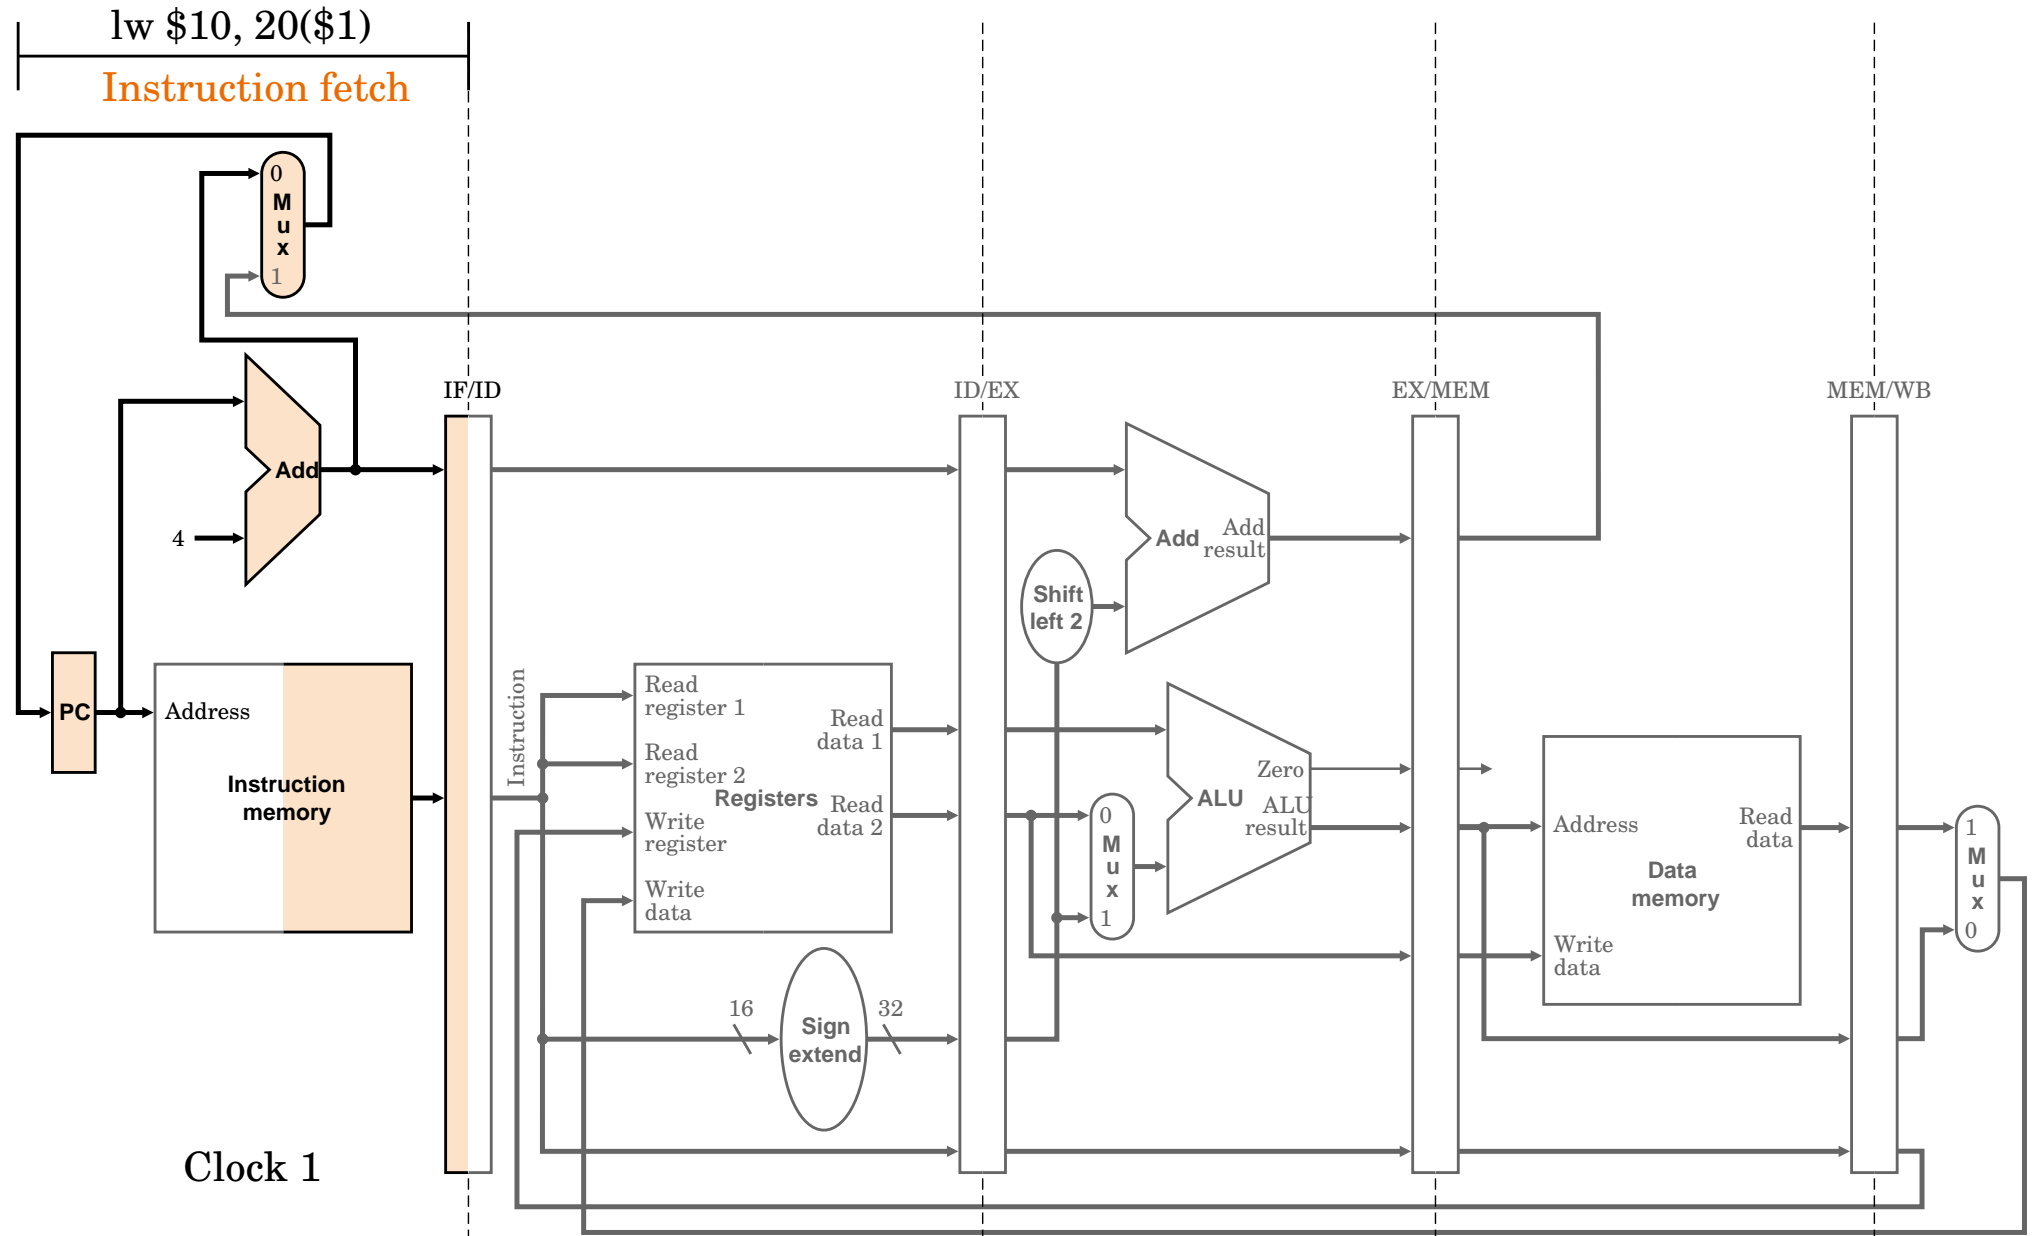 lw $10, 20($1)
Instruction fetch
0
M
u
x
1
IF/ID
ID/EX
EX/MEM
MEM/WB
Add
4
Add
Add
result
Shift
left 2
PC
Address
Instruction
memory
Instruction
Read
register 1
Read
register 2
Write
register
Write
data
Registers
Read
data 1
Read
data 2
16
Sign
extend
32
0
M
u
x
1
ALU
Zero
ALU
result
Address
Read
data
Data
memory
Write
data
1
M
u
x
0
Clock 1